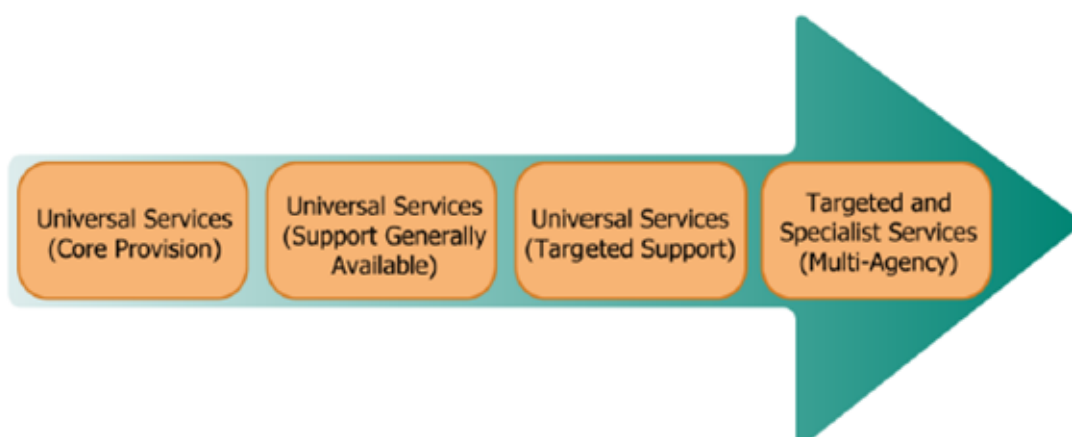 Universal Services
(Core Provision)
Universal Services
(Support Generally
Available)
Universal Services
(Targeted Support)
Targeted and
Specialist Services
(Multi-Agency)